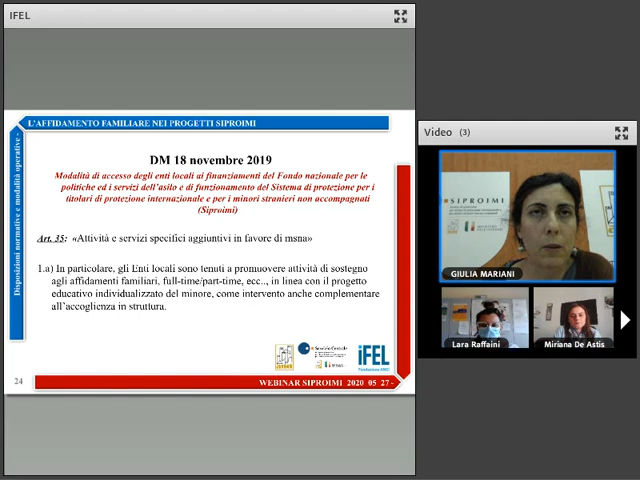 IFEL
L'AFFIDAMENTO FAMILIARE NEI PROGETTI SIPROIMI
Disposizioni normative e modalità operative -
DM 18 novembre 2019
Modalità di accesso degli enti locali ai finanziamenti del Fondo nazionale per le
politiche ed i servizi dell'asilo e di funzionamento del Sistema di protezione per i
titolari di protezione internazionale e per i minori stranieri non accompagnati
(Siproimi)
Art. 35: «Attività e servizi specifici aggiuntivi in favore di msna»
1.a) In particolare, gli Enti locali sono tenuti a promuovere attività di sostegno
agli affidamenti familiari, full-time/part-time, ecc.., in linea con il progetto
educativo individualizzato del minore, come intervento anche complementare
all'accoglienza in struttura.
Servizio Centrale
iFEL
Fondazione ANCI
24
WEBINAR SIPROIMI 2020 05 27 -
Video (3)
SIPROIMI
GIULIA MARIANI
Lara Raffaini
Miriana De Astis